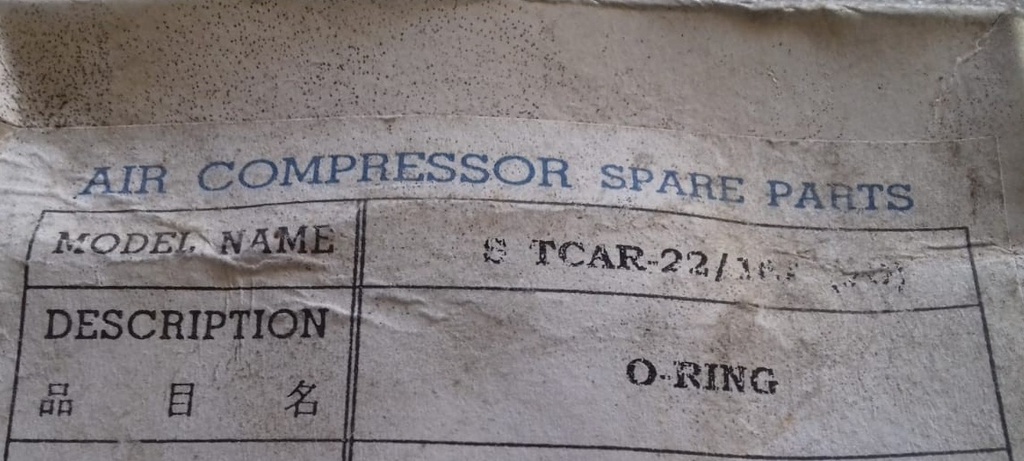 AIR COMPRESSOR SPARE PARTS
MODEL NAME
S TCAR-22/
DESCRIPTION
品 目 名
O-RING